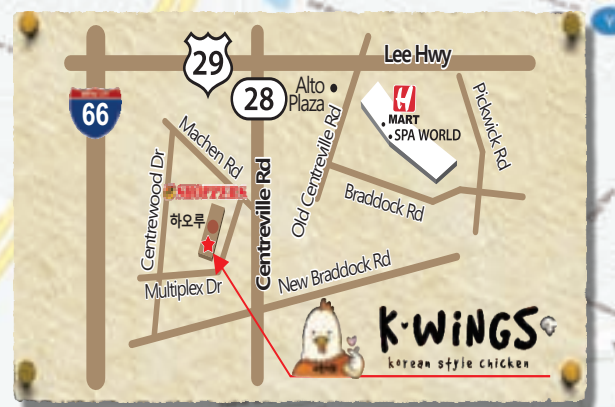 29
Lee Hwy
28
Alto
Plaza
66
H
MART
SPA WORLD
Pickwick Rd
Machen Rd
Old Centreville Rd
Centrewood Dr
SHOPPERS
Centreville Rd
Braddock Rd
하오루
Multiplex Dr
New Braddock Rd
K·WiNGS
korean style chicken